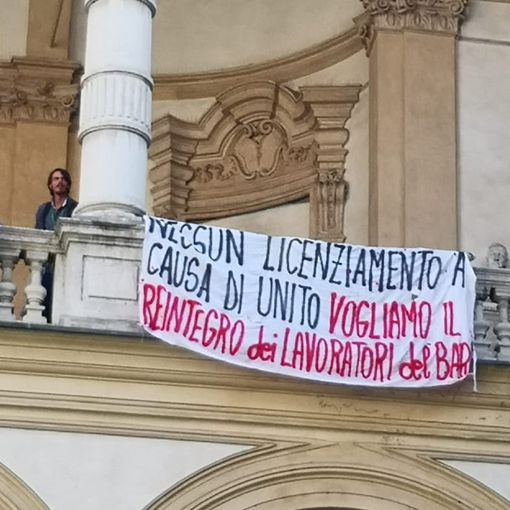 NESSUN LICENZIAMENTO A
CAUSA DI UNITO VOGLIAMO IL
REINTEGRO dei LAVORATORI del BAR